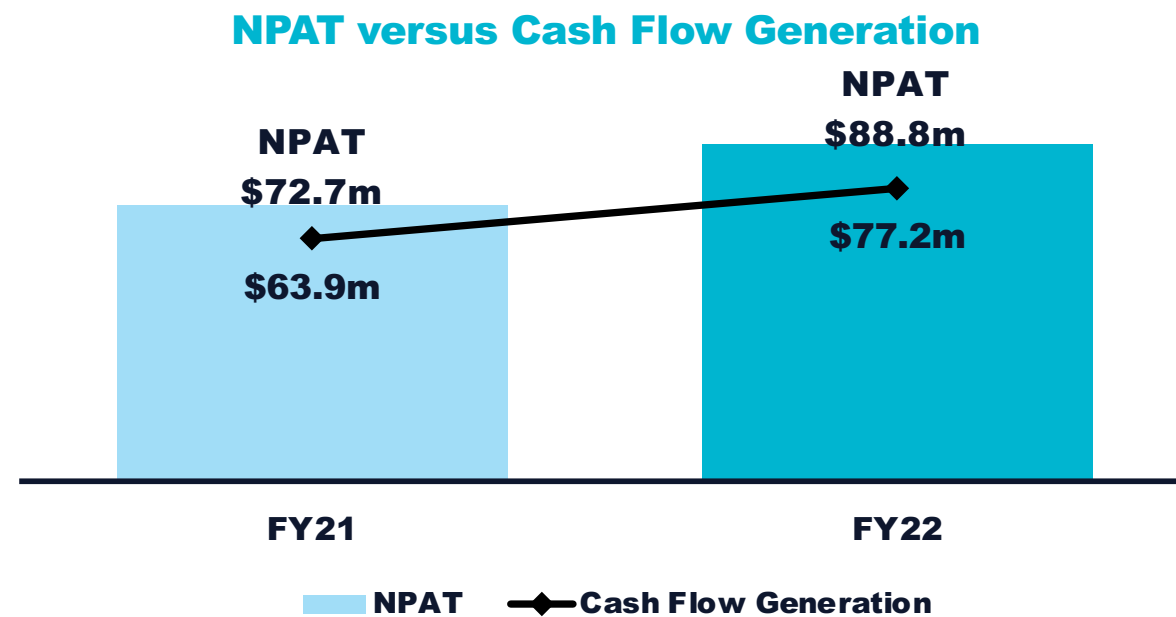 NPAT versus Cash Flow Generation
NPAT
$88.8m
NPAT
$72.7m
$77.2m
$63.9m
FY21
FY22
NPAT
Cash Flow Generation